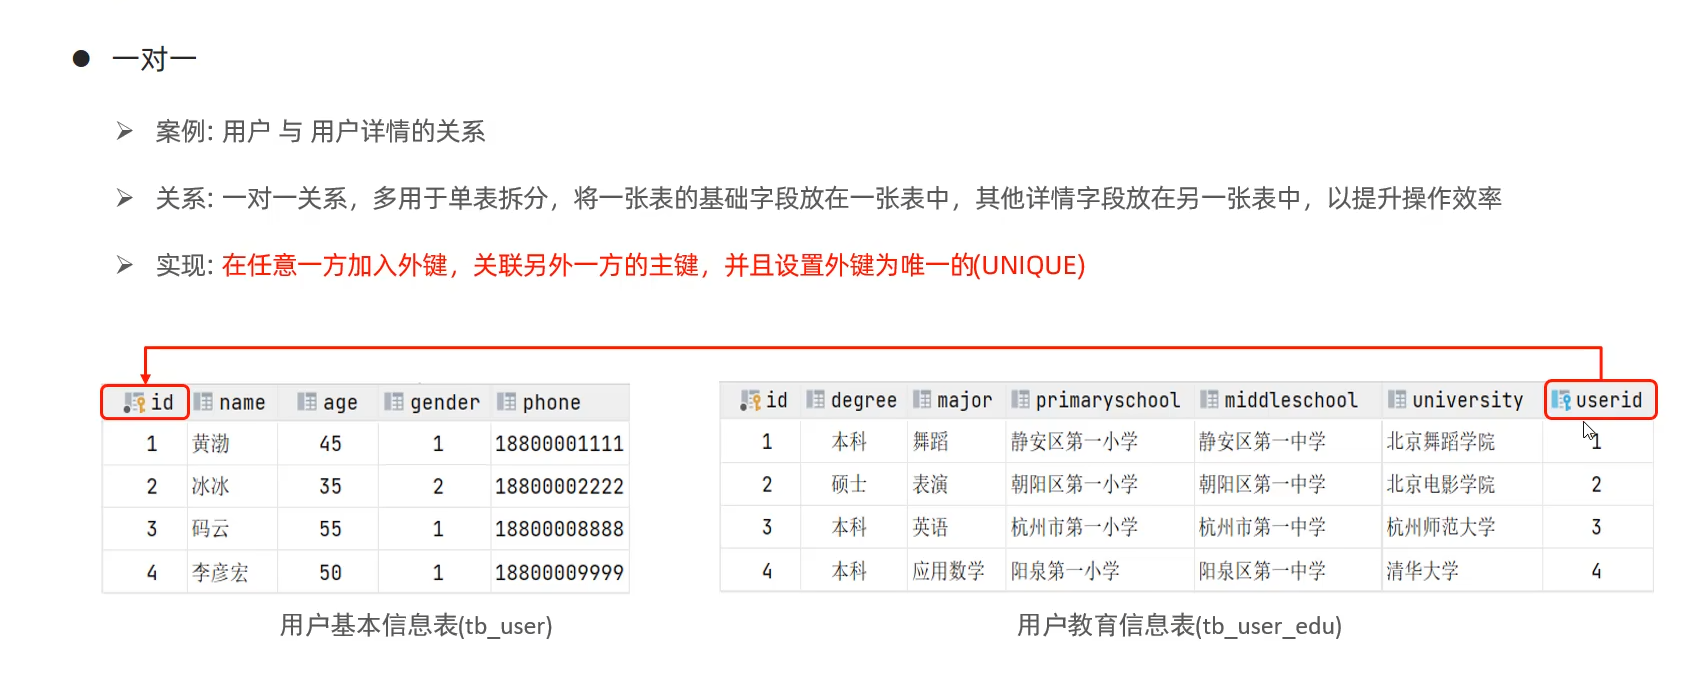 一对一
案例: 用户 与 用户详情的关系
关系: 一对一关系，多用于单表拆分，将一张表的基础字段放在一张表中，其他详情字段放在另一张表中，以提升操作效率
实现: 在任意一方加入外键，关联另外一方的主键，并且设置外键为唯一的(UNIQUE)
id name age gender phone
1 黄渤 45 1 18800001111
2 冰冰 35 2 18800002222
3 码云 55 1 18800008888
4 李彦宏 50 1 18800009999
用户基本信息表(tb_user)
id degree major primaryschool middleschool university userid
1 本科 舞蹈 静安区第一小学 静安区第一中学 北京舞蹈学院 1
2 硕士 表演 朝阳区第一小学 朝阳区第一中学 北京电影学院 2
3 本科 英语 杭州市第一小学 杭州市第一中学 杭州师范大学 3
4 本科 应用数学 阳泉第一小学 阳泉区第一中学 清华大学 4
用户教育信息表(tb_user_edu)